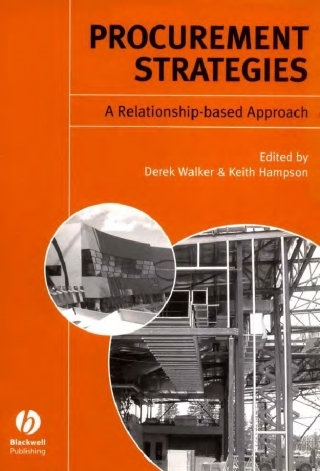 PROCUREMENT
STRATEGIES
A Relationship-based Approach
Edited by
Derek Walker & Keith Hampson
Blackwell
Publishing